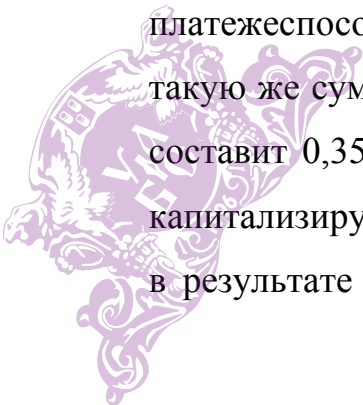 платежеспосо
такую же сум
составит 0,35
капитализиру
в результате